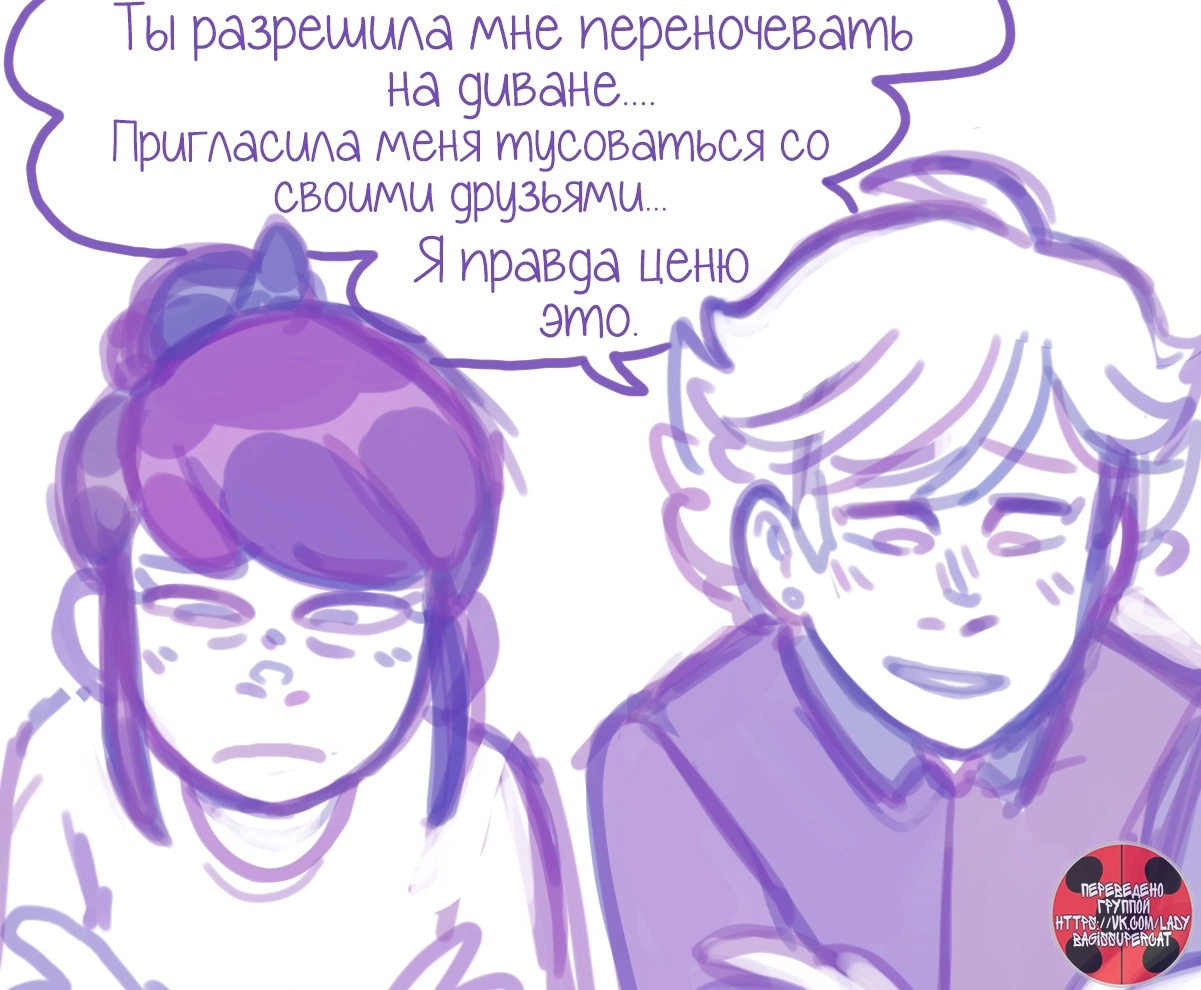 Ты разрешила мне переночевать
на диване....
Пригласила меня тусоваться со
своими друзьями...
Я правда ценю
это.
ПЕРЕВЕДЕНО
ГРУППОЙ
HTTPS://VK.COM/LADY
BAGISSUPERCAT